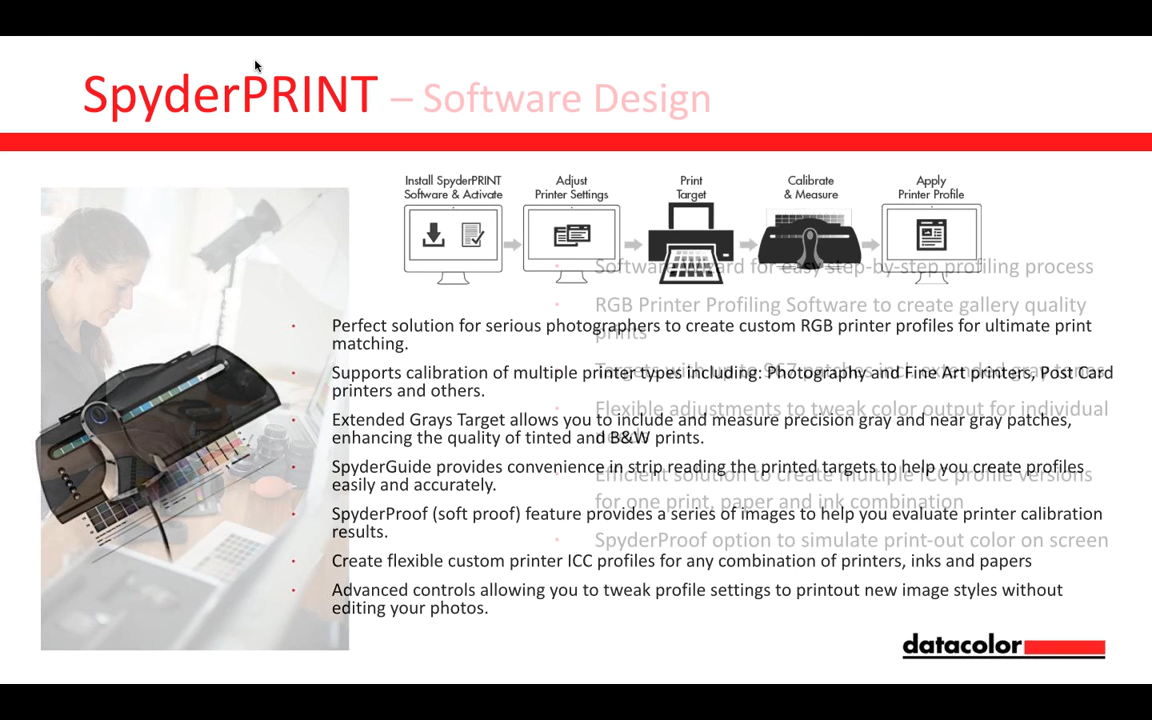 SpyderPRINT – Software Design
Install SpyderPRINT
Software & Activate
Adjust
Printer Settings
Print
Target
Calibrate
& Measure
Apply
Printer Profile
• Software Wizard for easy step-by-step profiling process
• RGB Printer Profiling Software to create gallery quality
prints
• Perfect solution for serious photographers to create custom RGB printer profiles for ultimate print
matching.
• Supports calibration of multiple printer types including: Photography and Fine Art printers, Post Card
printers and others.
• Flexible adjustments to tweak color output for individual
• Extended Grays Target allows you to include and measure precision gray and near gray patches,
enhancing the quality of tinted and B&W prints.
• SpyderGuide provides convenience in strip reading the printed targets to help you create profiles
easily and accurately.
• Efficient solution to create multiple ICC profile versions
for one print, paper and ink combination
• SpyderProof (soft proof) feature provides a series of images to help you evaluate printer calibration
results.
• SpyderProof option to simulate print-out color on screen
• Create flexible custom printer ICC profiles for any combination of printers, inks and papers
• Advanced controls allowing you to tweak profile settings to printout new image styles without
editing your photos.
datacolor